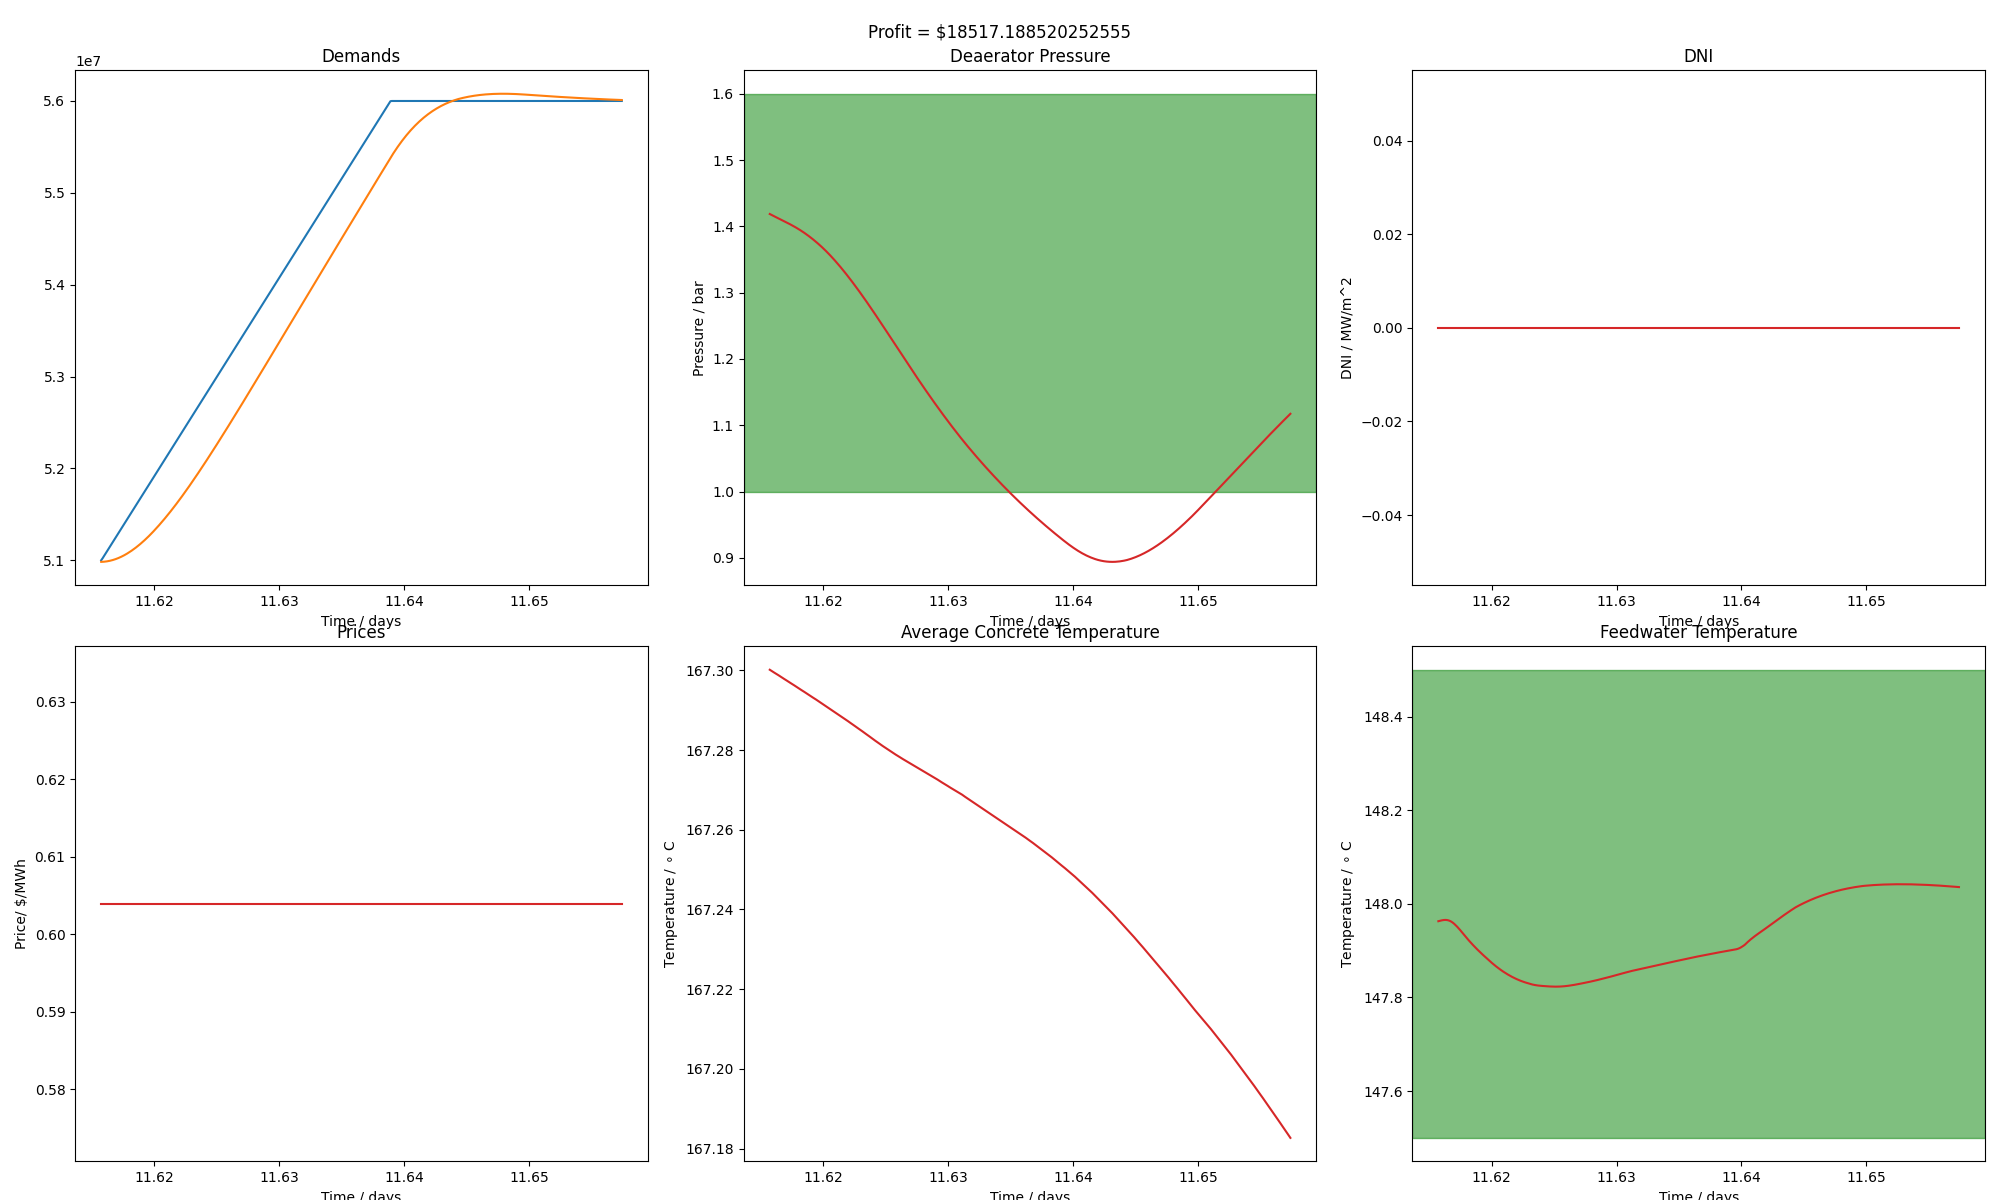 Profit = $18517.188520252555
Demands
1e7
5.6
5.5
5.4
5.3
5.2
5.1
11.62 11.63 11.64 11.65
Time / days
Deaerator Pressure
Pressure / bar
1.6
1.5
1.4
1.3
1.2
1.1
1.0
0.9
11.62 11.63 11.64 11.65
Time / days
DNI
DNI / MW/m^2
0.04
0.02
0.00
−0.02
−0.04
11.62 11.63 11.64 11.65
Time / days
Prices
Price/ $/MWh
0.63
0.62
0.61
0.60
0.59
0.58
11.62 11.63 11.64 11.65
Time / days
Average Concrete Temperature
Temperature / ∘ C
167.30
167.28
167.26
167.24
167.22
167.20
167.18
11.62 11.63 11.64 11.65
Time / days
Feedwater Temperature
Temperature / ∘ C
148.4
148.2
148.0
147.8
147.6
11.62 11.63 11.64 11.65
Time / days